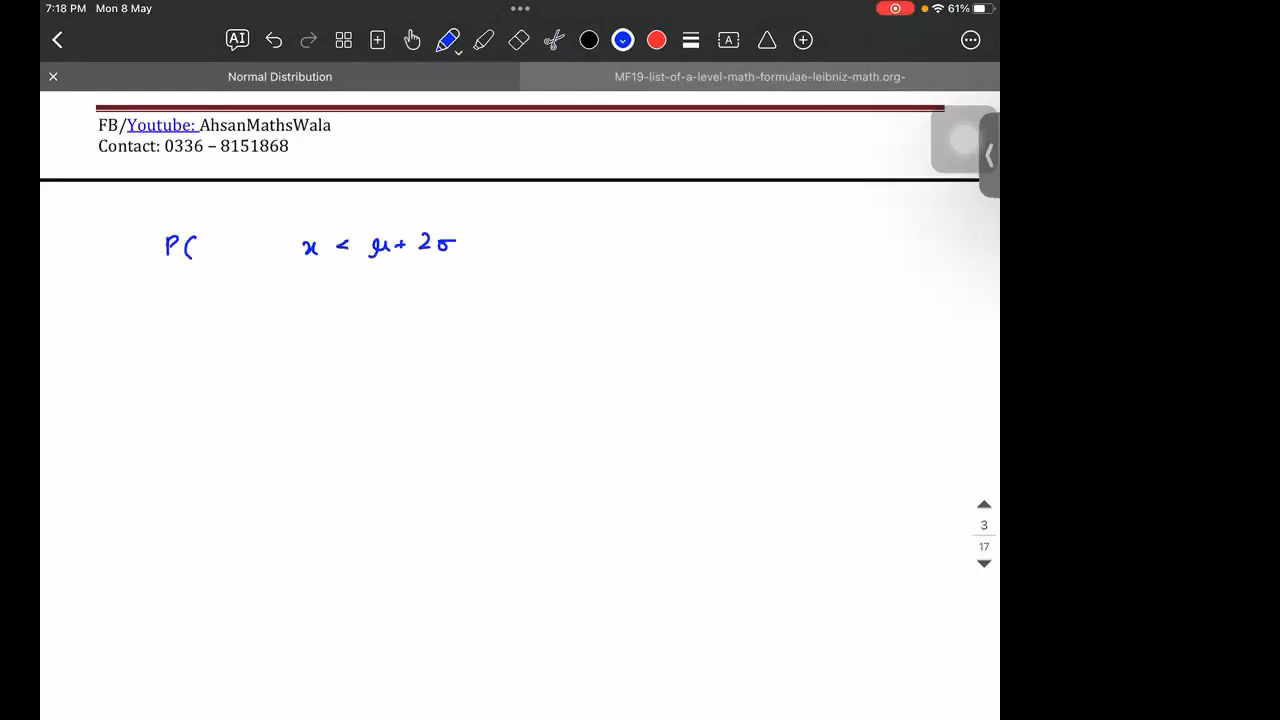 7:18 PM Mon 8 May
61%
AI
A
Normal Distribution
MF19-list-of-a-level-math-formulae-leibniz-math.org-
FB/Youtube: AhsanMathsWala
Contact: 0336 – 8151868
P( x < μ + 2σ
3
17